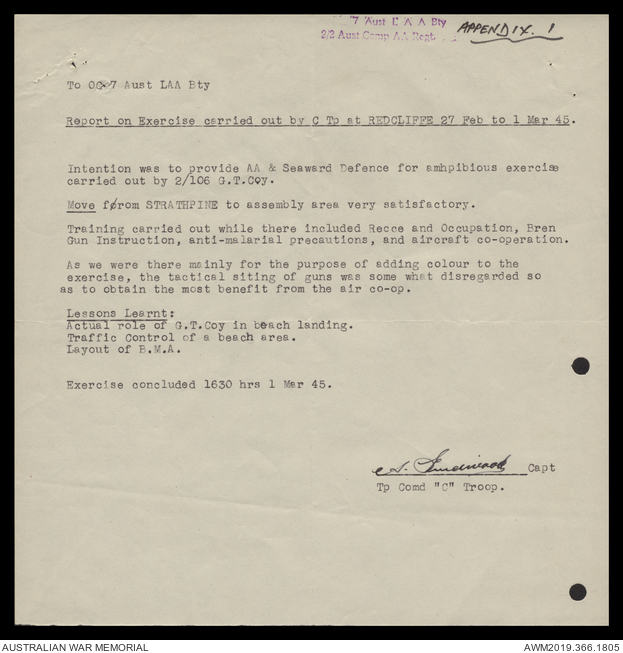 7 Aust L A A Bty
2/2 Aust Comp AA Regt.
APPENDIX. 1
To OC 7 Aust LAA Bty
Report on Exercise carried out by C Tp at REDCLIFFE 27 Feb to 1 Mar 45.
Intention was to provide AA & Seaward Defence for amhpibious exercise
carried out by 2/106 G.T.Coy.
Move from STRATHPINE to assembly area very satisfactory.
Training carried out while there included Recce and Occupation, Bren
Gun Instruction, anti-malarial precautions, and aircraft co-operation.
As we were there mainly for the purpose of adding colour to the
exercise, the tactical siting of guns was some what disregarded so
as to obtain the most benefit from the air co-op.
Lessons Learnt:
Actual role of G.T.Coy in beach landing.
Traffic Control of a beach area.
Layout of B.M.A.
Exercise concluded 1630 hrs 1 Mar 45.
Capt
Tp Comd "C" Troop.
AUSTRALIAN WAR MEMORIAL
AWM2019.366.1805